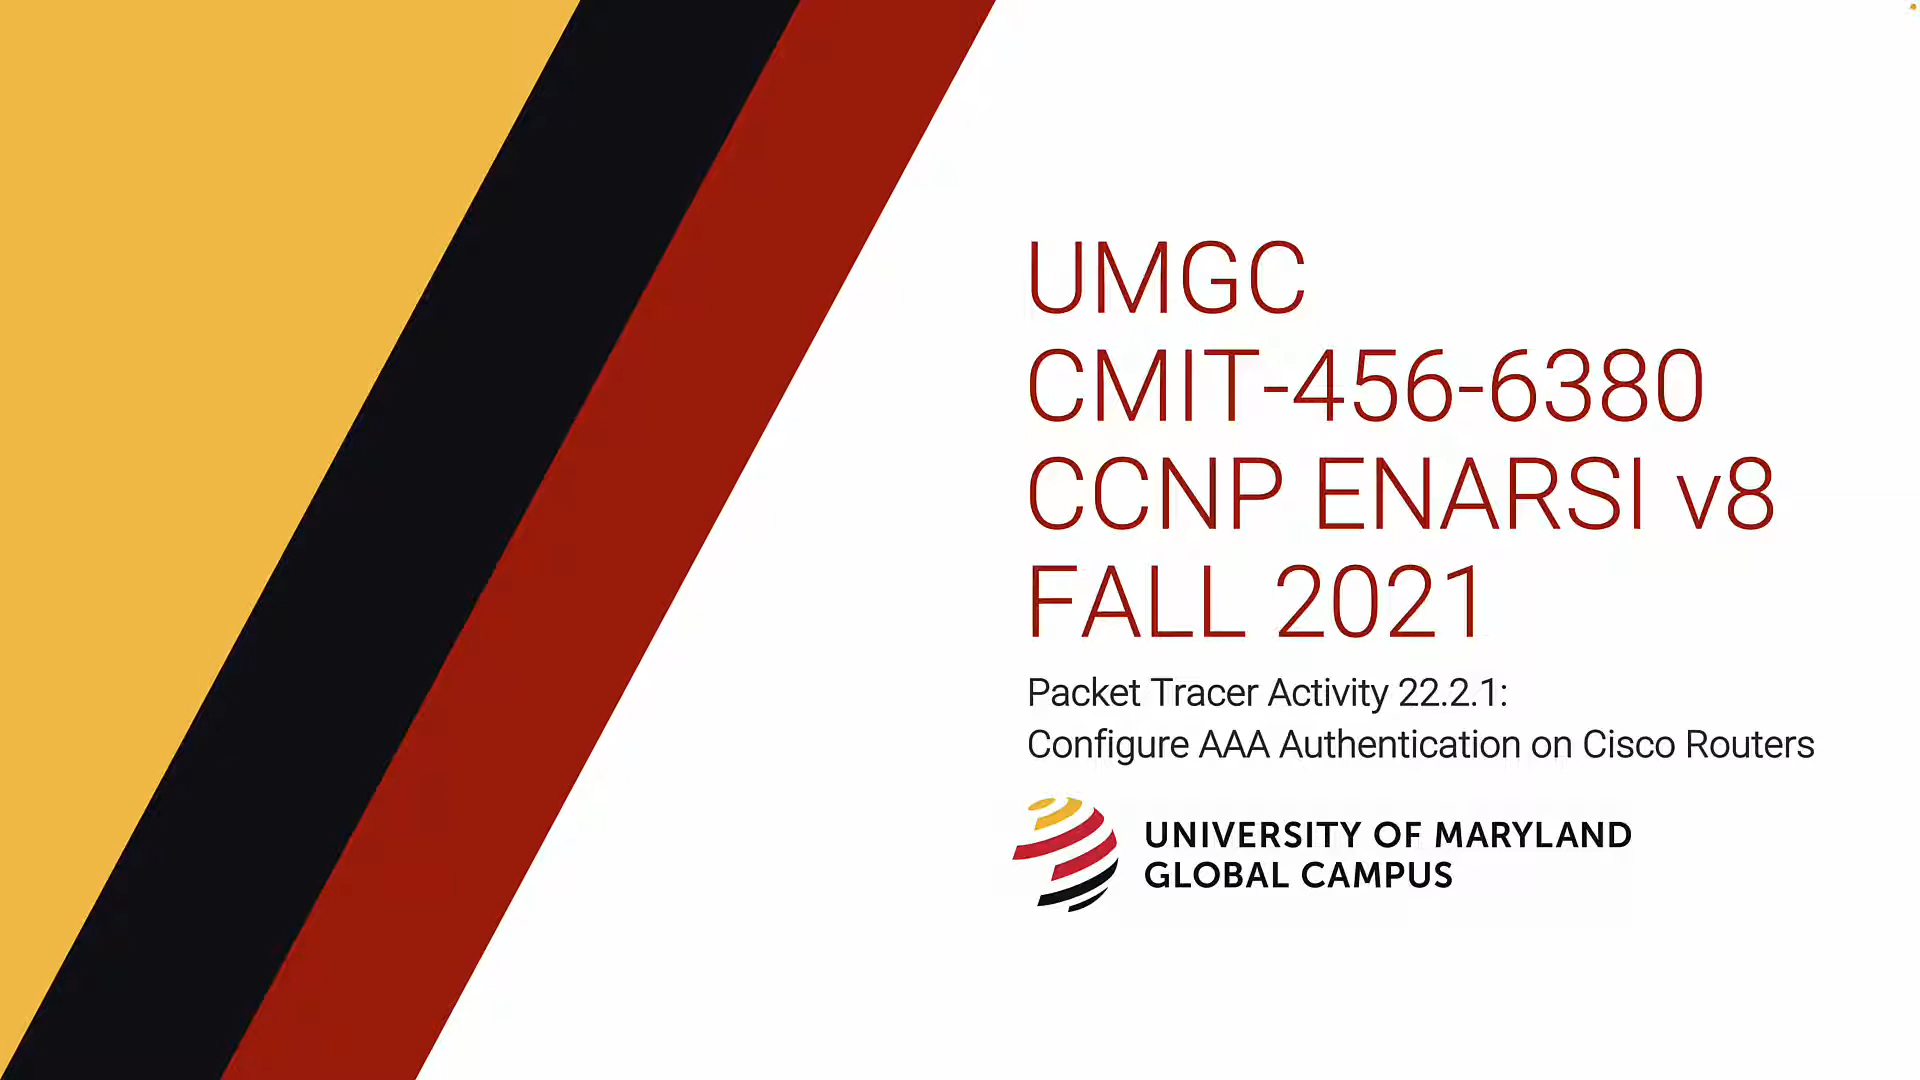 UMGC
CMIT-456-6380
CCNP ENARSI v8
FALL 2021
Packet Tracer Activity 22.2.1:
Configure AAA Authentication on Cisco Routers
UNIVERSITY OF MARYLAND
GLOBAL CAMPUS